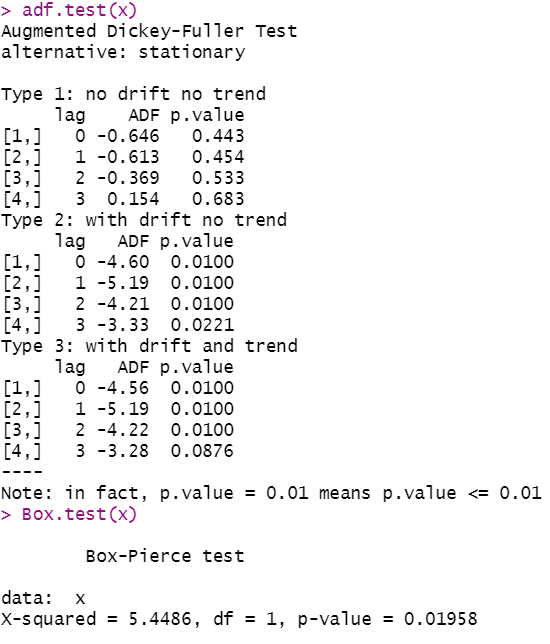 > adf.test(x)
Augmented Dickey-Fuller Test
alternative: stationary

Type 1: no drift no trend
     lag    ADF p.value
[1,]   0 -0.646   0.443
[2,]   1 -0.613   0.454
[3,]   2 -0.369   0.533
[4,]   3  0.154   0.683
Type 2: with drift no trend
     lag   ADF p.value
[1,]   0 -4.60  0.0100
[2,]   1 -5.19  0.0100
[3,]   2 -4.21  0.0100
[4,]   3 -3.33  0.0221
Type 3: with drift and trend
     lag   ADF p.value
[1,]   0 -4.56  0.0100
[2,]   1 -5.19  0.0100
[3,]   2 -4.22  0.0100
[4,]   3 -3.28  0.0876
----
Note: in fact, p.value = 0.01 means p.value <= 0.01
> Box.test(x)

        Box-Pierce test

data:  x
X-squared = 5.4486, df = 1, p-value = 0.01958